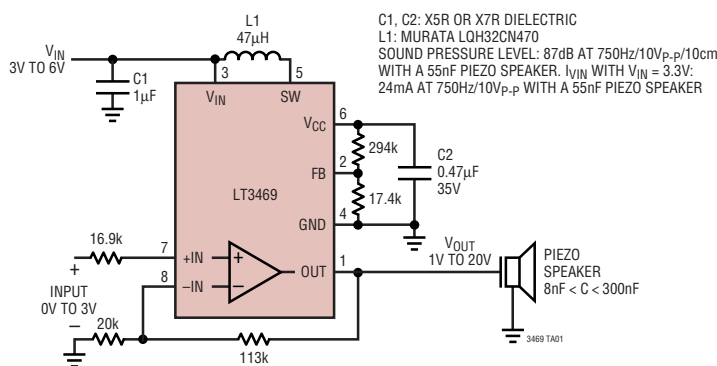 C1, C2: X5R OR X7R DIELECTRIC
L1: MURATA LQH32CN470
SOUND PRESSURE LEVEL: 87dB AT 750Hz/10VP-P/10cm
WITH A 55nF PIEZO SPEAKER. IVIN WITH VIN = 3.3V:
24mA AT 750Hz/10VP-P WITH A 55nF PIEZO SPEAKER
L1
47µH
VIN
3V TO 6V
C1
1µF
3
5
VIN
SW
6
VCC
294k
2
FB
17.4k
C2
0.47µF
35V
LT3469
4
GND
16.9k
7
+IN
+
8
–IN
–
OUT
1
VOUT
1V TO 20V
PIEZO
SPEAKER
8nF < C < 300nF
+
INPUT
0V TO 3V
–
20k
113k
3469 TA01